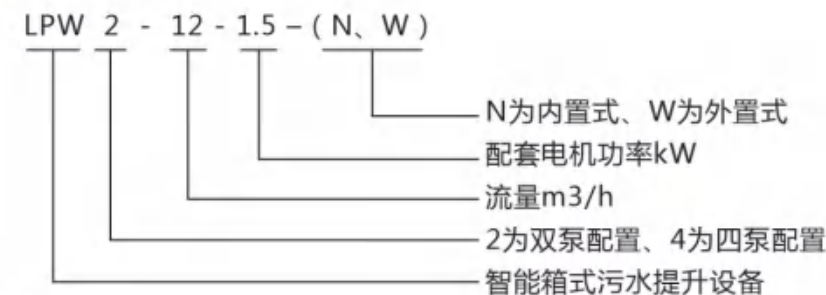 LPW 2 - 12 - 1.5 – ( N、W )
N为内置式、W为外置式
配套电机功率kW
流量m3/h
2为双泵配置、4为四泵配置
智能箱式污水提升设备